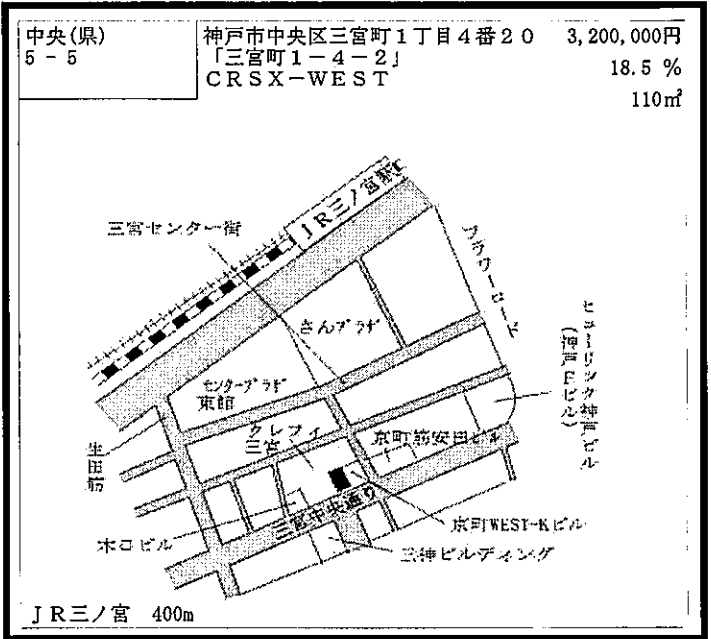 中央(県)
5-5
神戸市中央区三宮町1丁目4番20
「三宮町1-4-2」
CRSX-WEST
3,200,000円
18.5 %
110㎡
JR三ノ宮駅
三宮センター街
フラワーロード
さんプラザ
センタープラザ
東館
ヒューリック神戸ビル
(神戸Fビル)
クレフィ
三宮
京町筋安田ビル
生田筋
三宮中央通り
京町WEST-Kビル
木口ビル
三神ビルディング
JR三ノ宮 400m